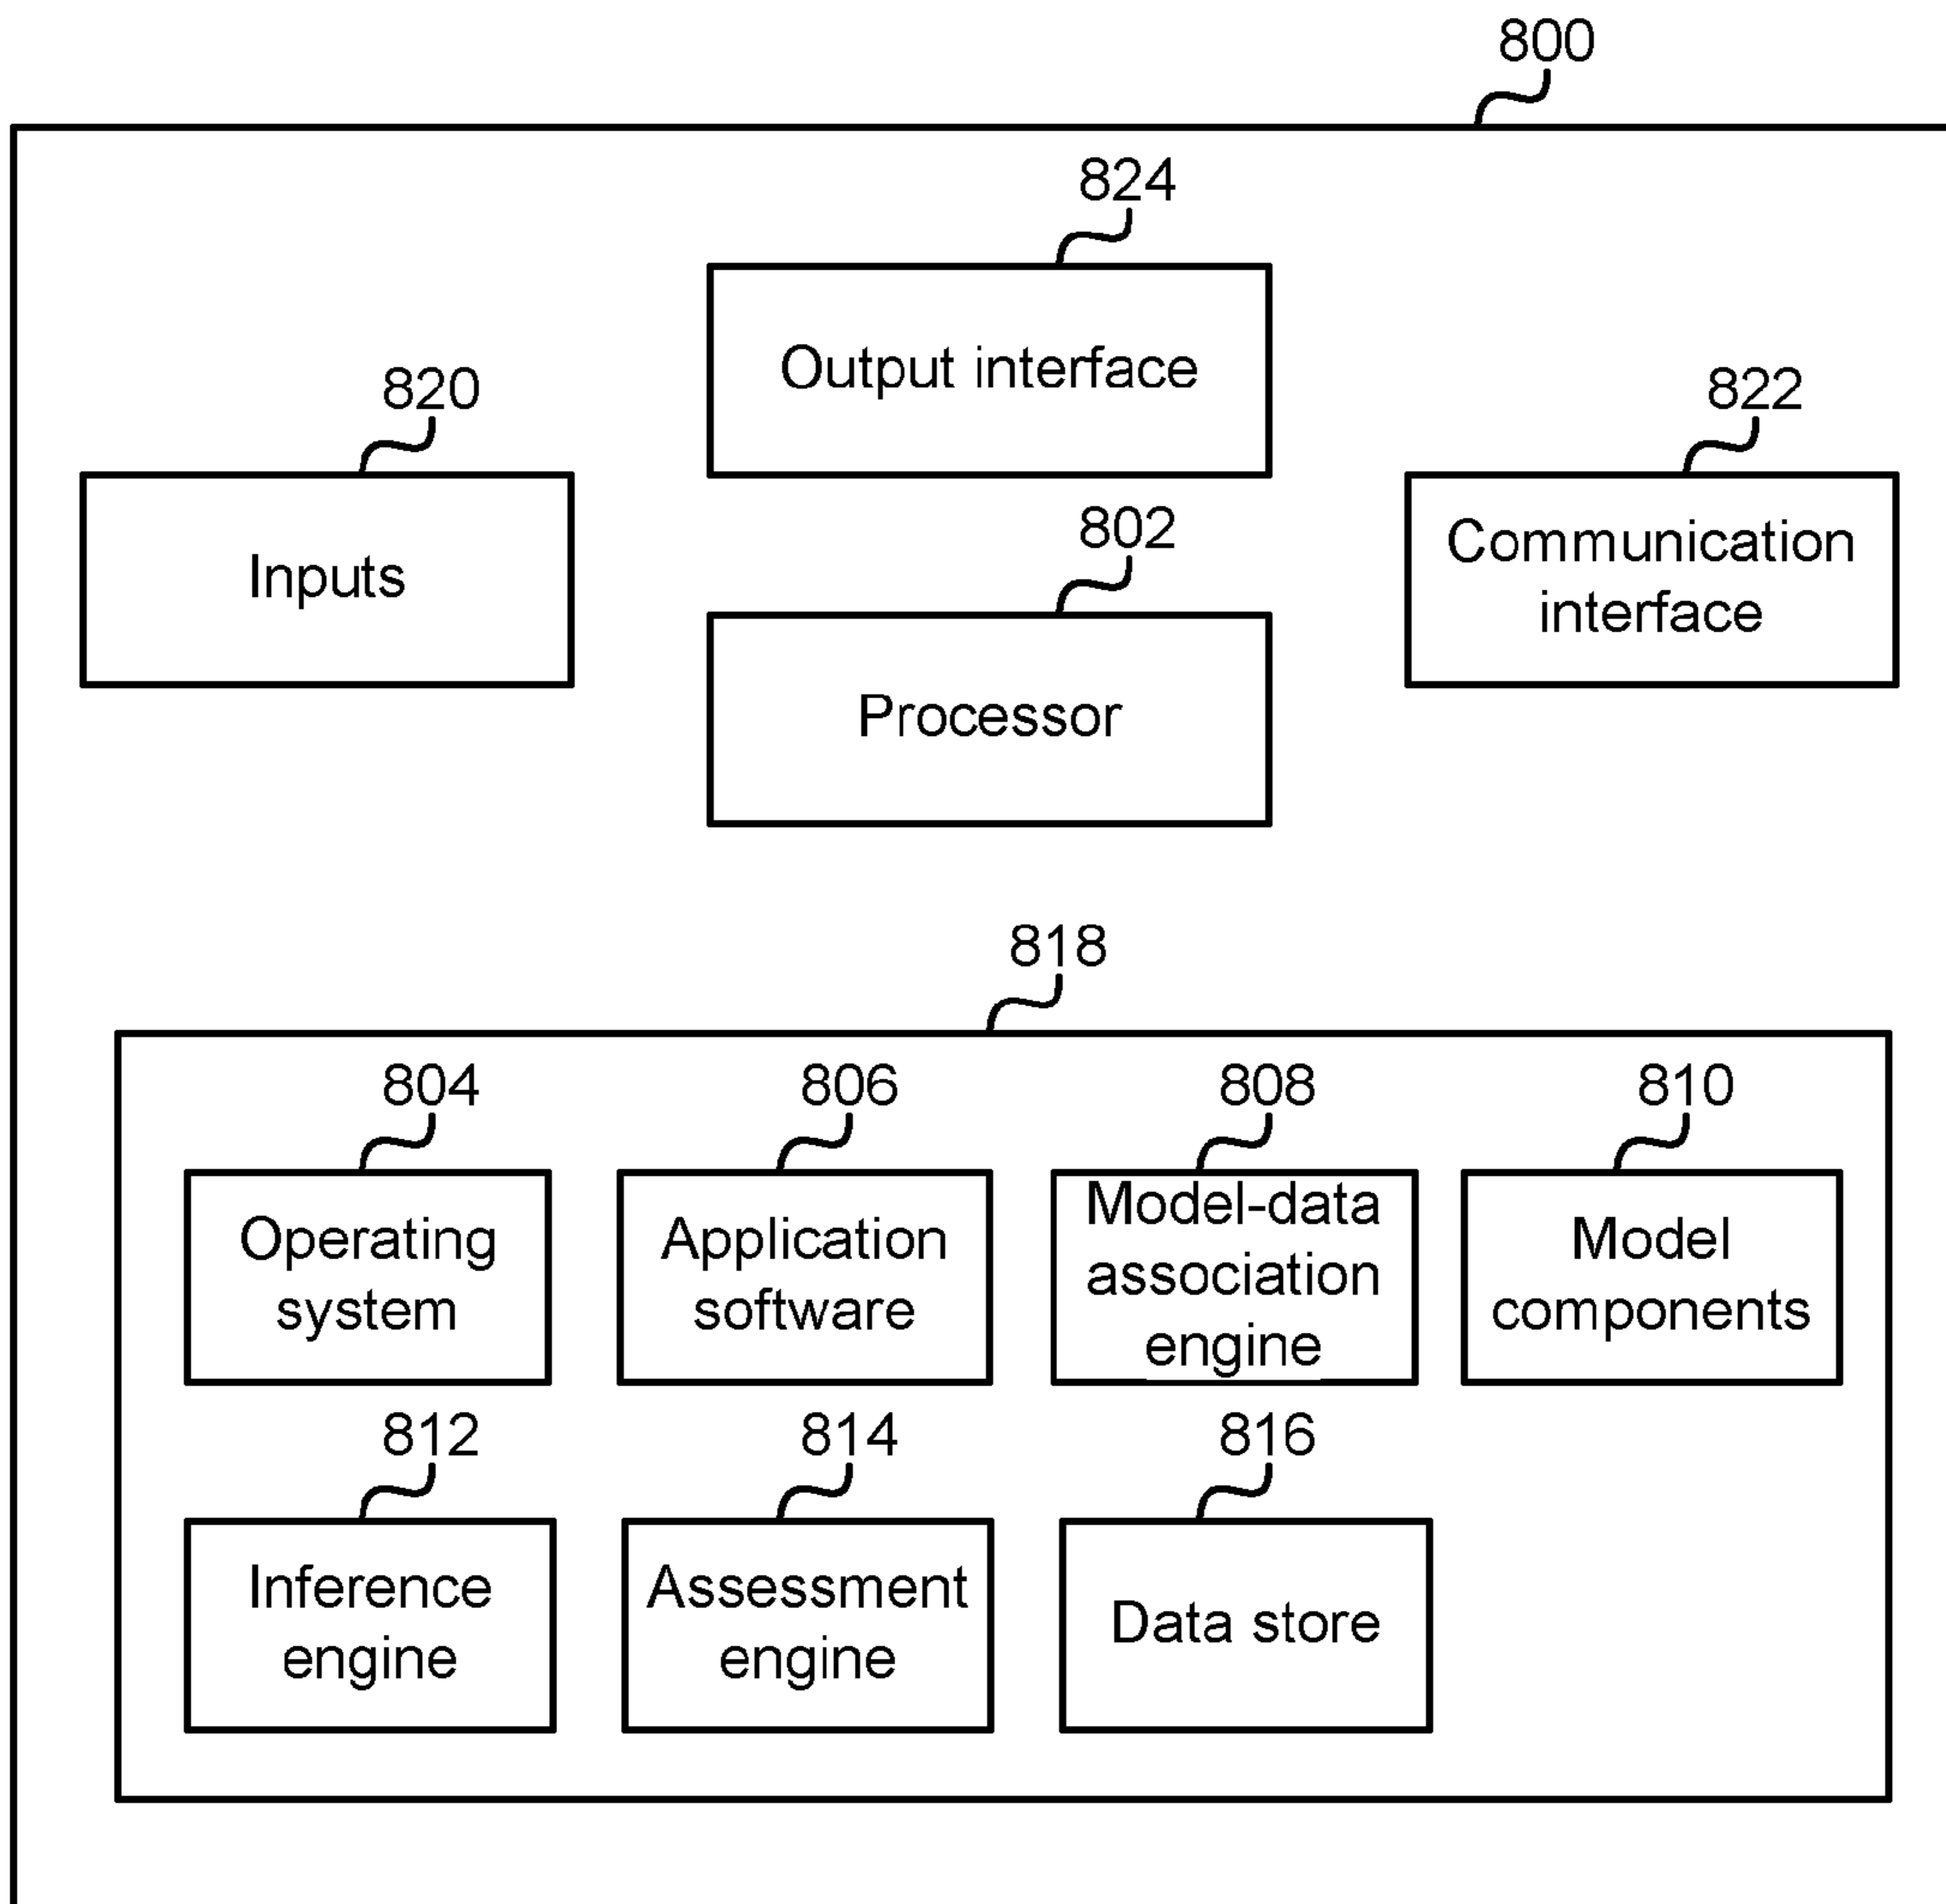 800
824
Output interface
820
822
Inputs
Communication
interface
802
Processor
818
804
806
808
810
Operating
system
Application
software
Model-data
association
engine
Model
components
812
814
816
Inference
engine
Assessment
engine
Data store